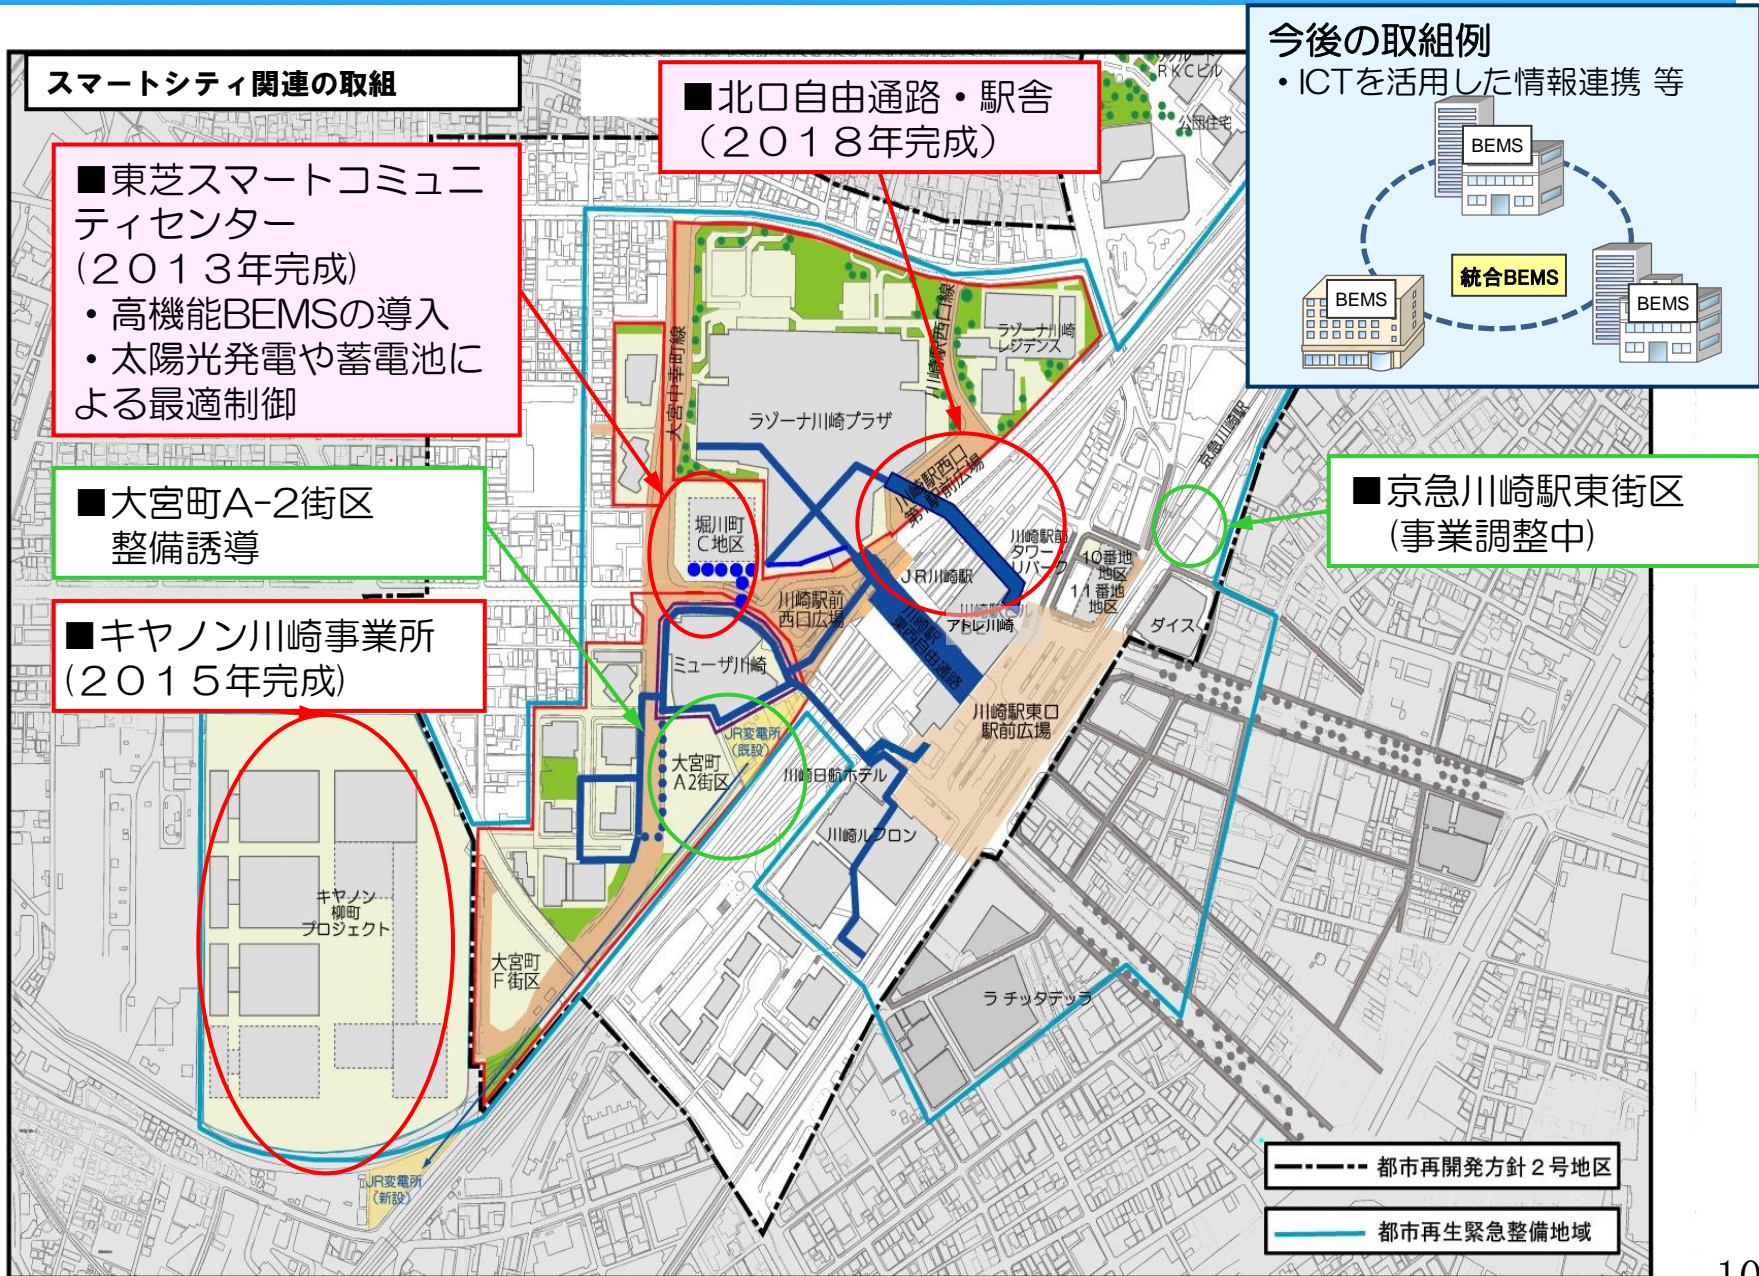 スマートシティ関連の取組
今後の取組例
・ICTを活用した情報連携 等
BEMS
統合BEMS
BEMS
BEMS
■北口自由通路・駅舎
（２０１８年完成）
■東芝スマートコミュニ
ティセンター
(２０１３年完成)
・高機能BEMSの導入
・太陽光発電や蓄電池に
よる最適制御
■大宮町A-2街区
整備誘導
■キヤノン川崎事業所
(２０１５年完成)
■京急川崎駅東街区
(事業調整中)
RKCビル
公団住宅
大宮中幸町線
川崎駅西口線
ラゾーナ川崎
レジデンス
ラゾーナ川崎プラザ
京急川崎駅
川崎駅西口
駅前広場
堀川町
C地区
川崎駅前
タワー
リバーク
10番地
地区
11番地
地区
JR川崎駅
アトレ川崎
川崎駅
東西自由通路
川崎駅前
西口広場
ダイス
ミューザ川崎
川崎駅東口
駅前広場
JR変電所
(既設)
大宮町
A2街区
川崎日航ホテル
川崎ルフロン
キヤノン
柳町
プロジェクト
大宮町
F街区
ラ チッタデッラ
JR変電所
(新設)
都市再開発方針２号地区
都市再生緊急整備地域
10